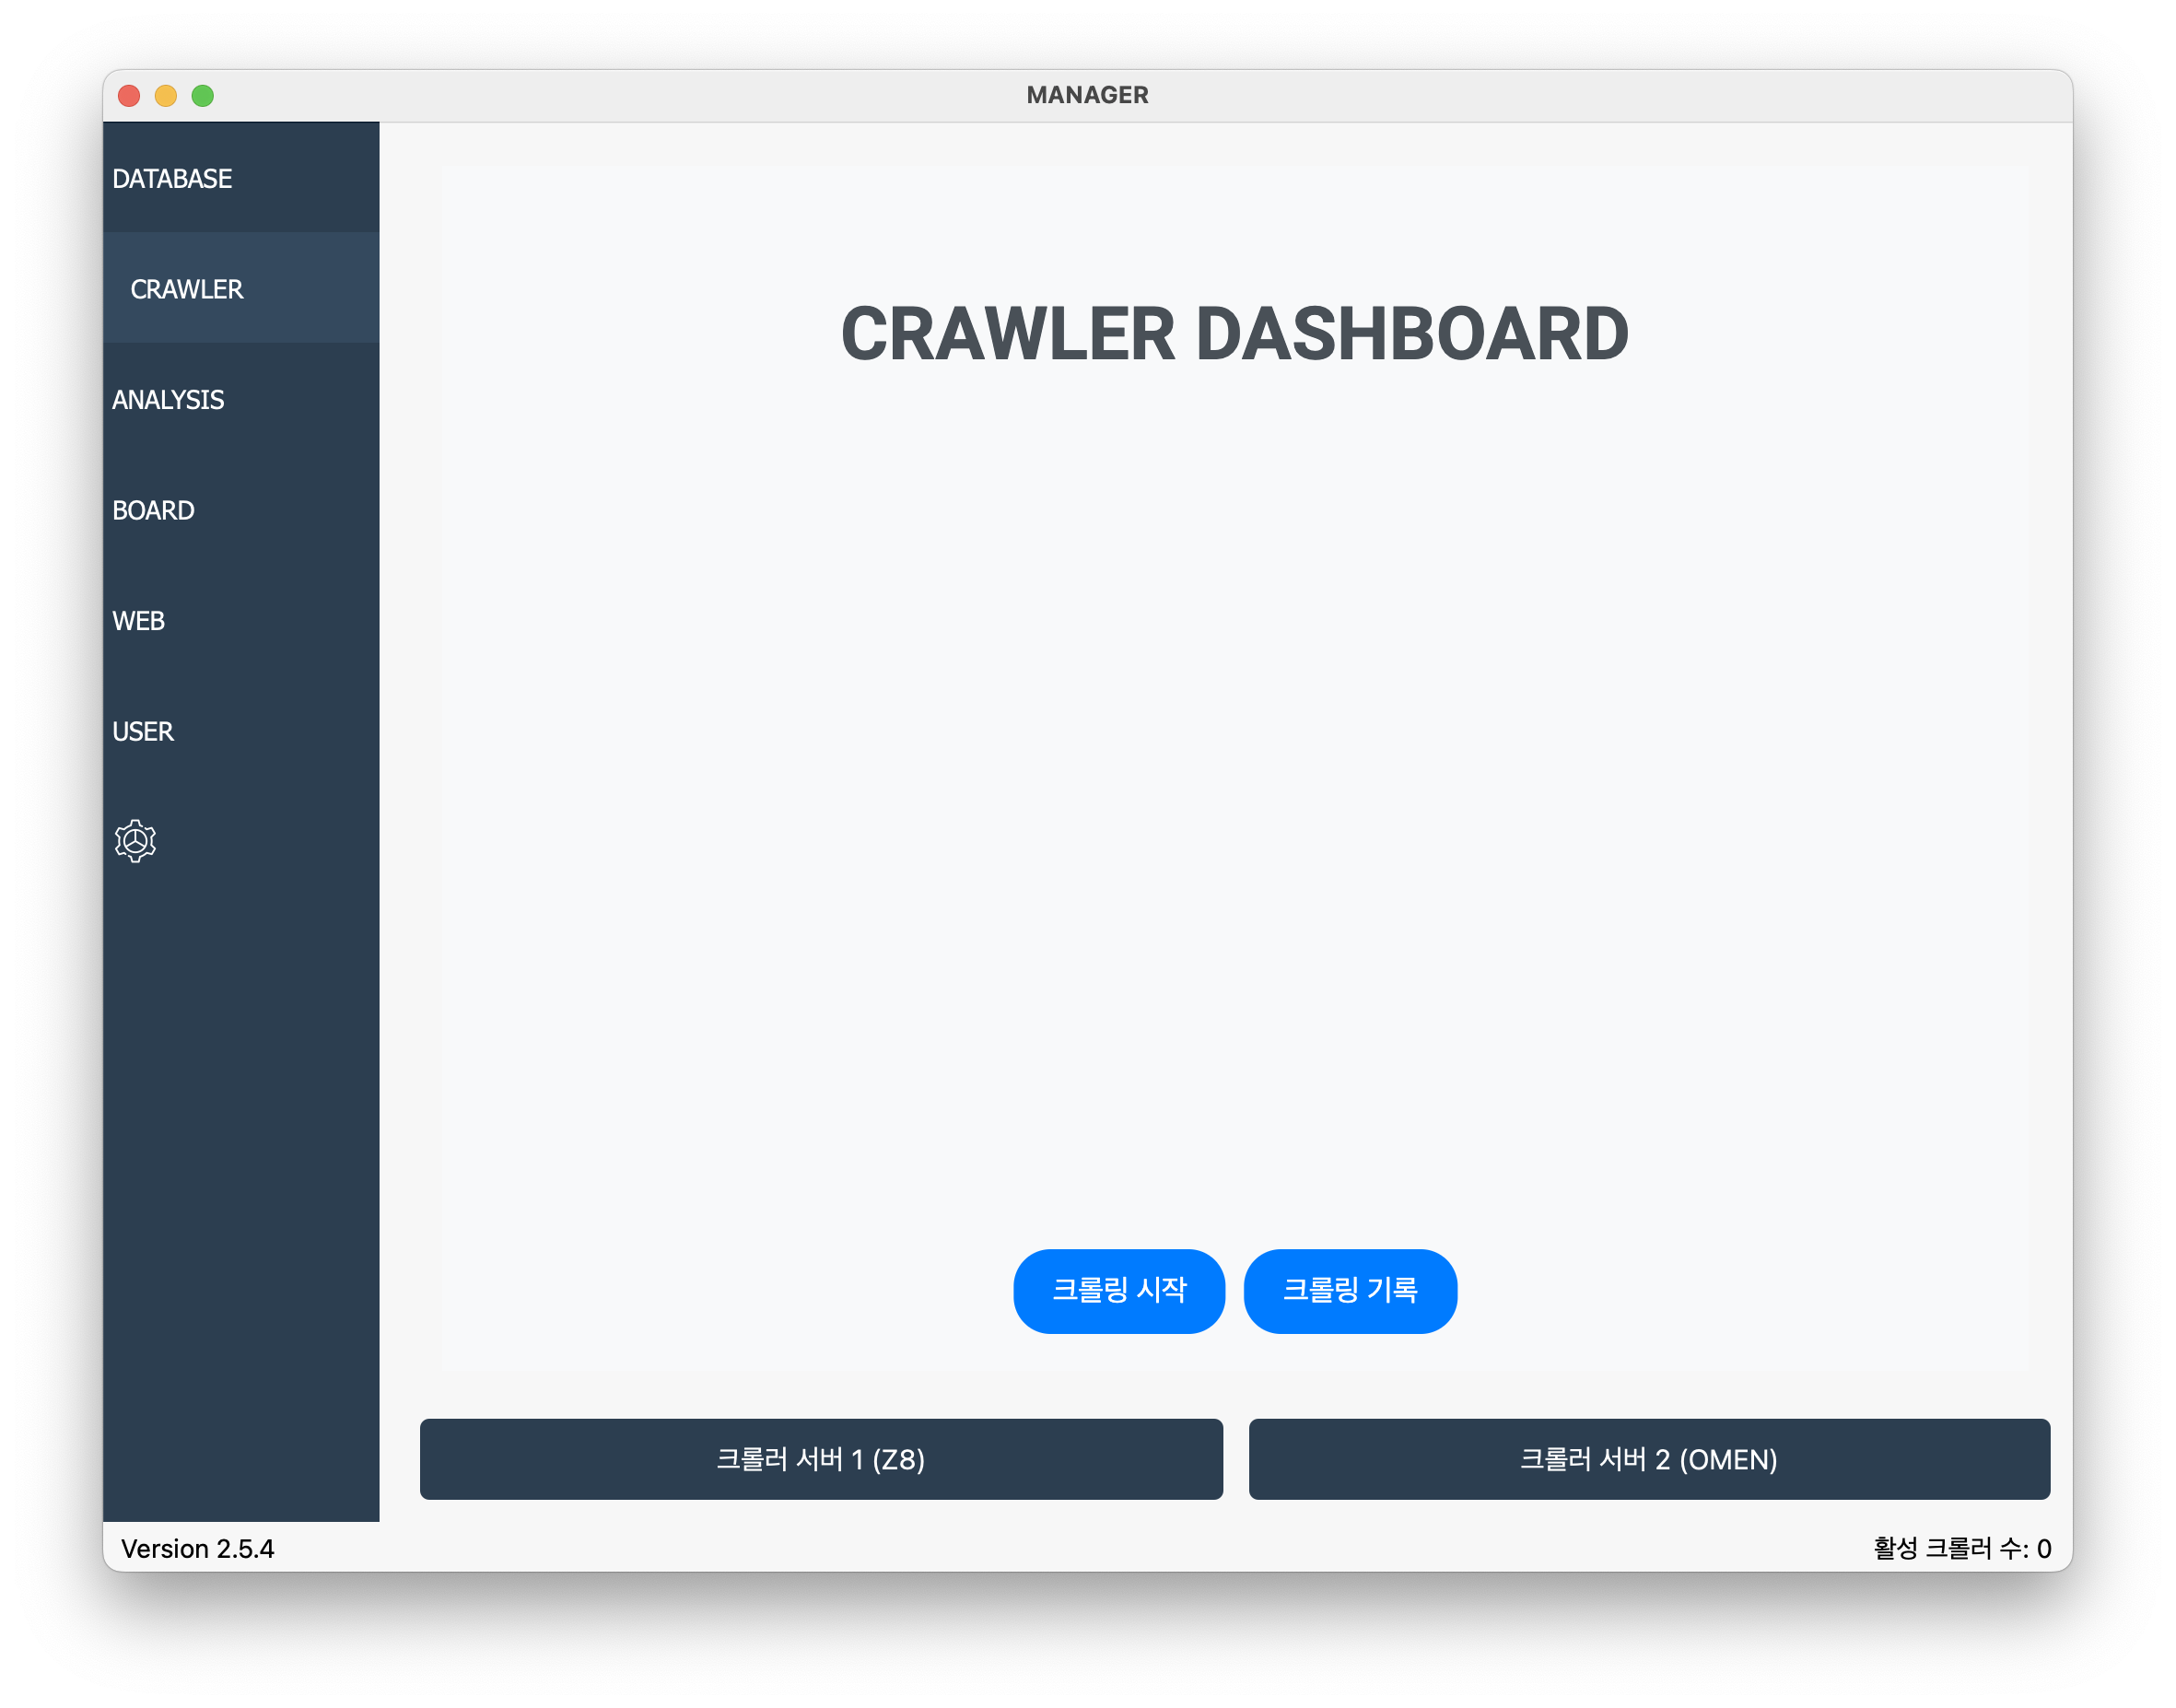 MANAGER
DATABASE
CRAWLER
ANALYSIS
BOARD
WEB
USER
CRAWLER DASHBOARD
크롤링 시작
크롤링 기록
크롤러 서버 1 (Z8)
크롤러 서버 2 (OMEN)
Version 2.5.4
활성 크롤러 수: 0